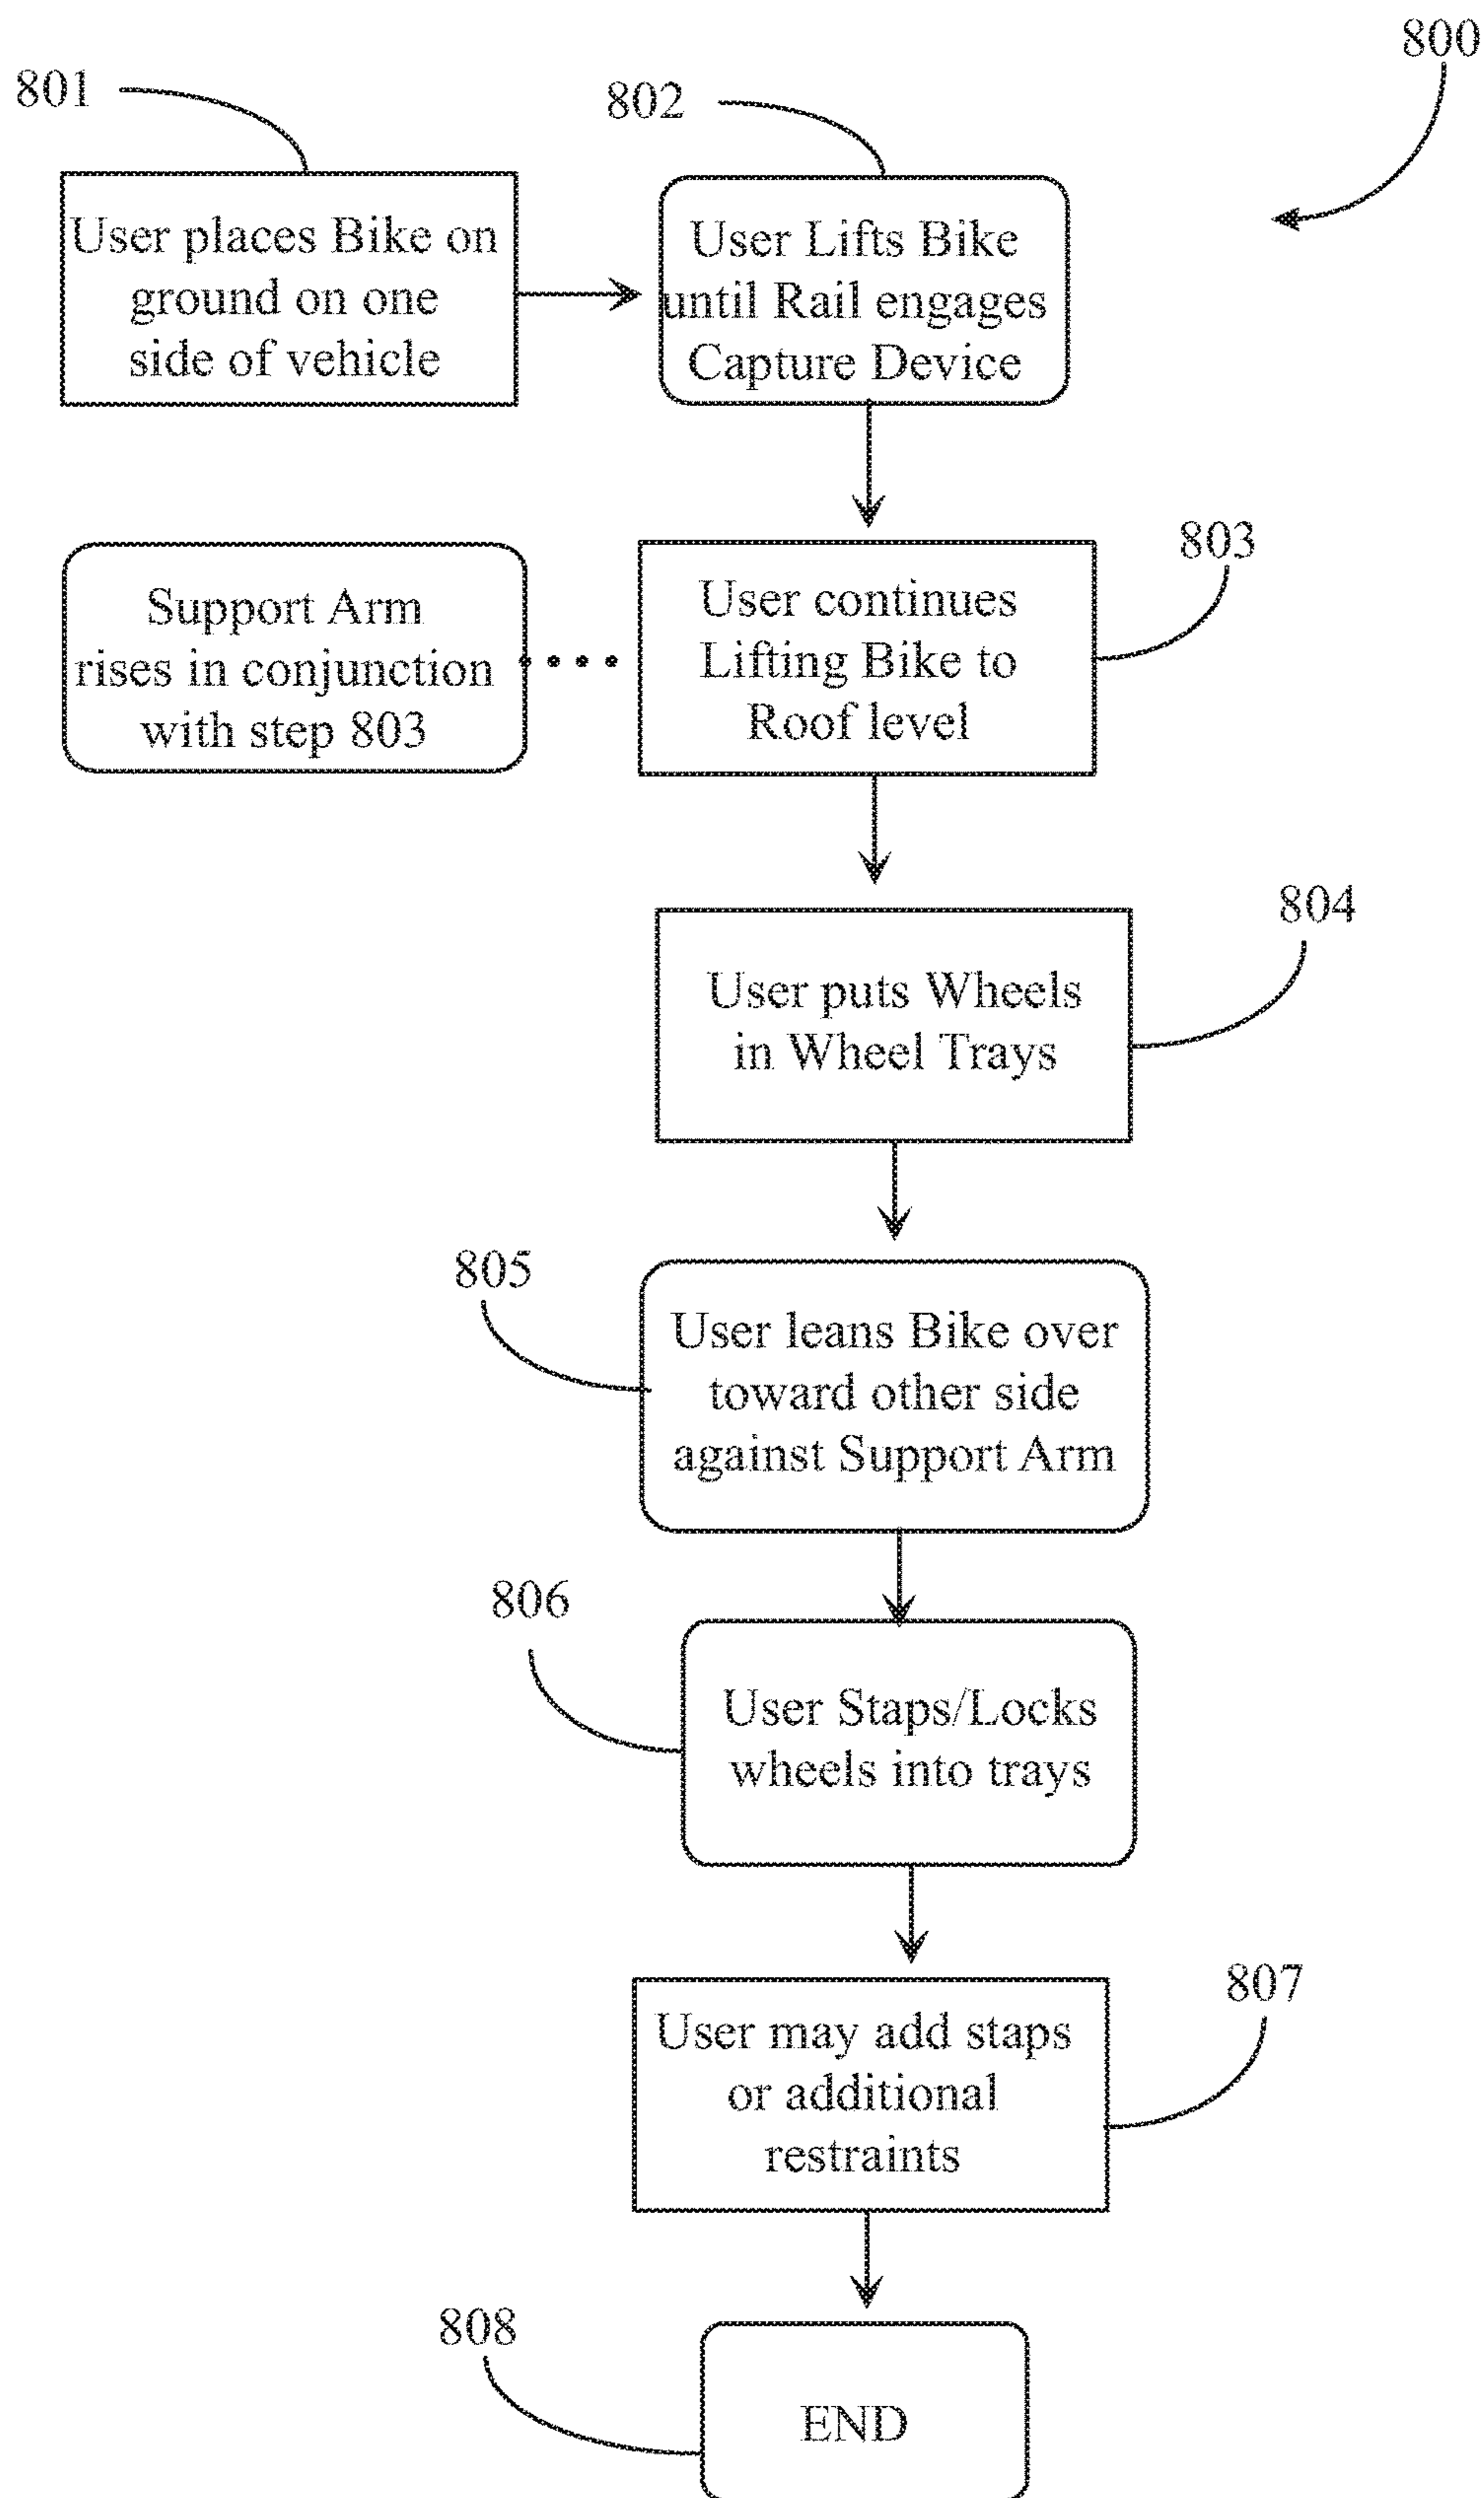 800
801
802
User places Bike on
ground on one
side of vehicle
User Lifts Bike
until Rail engages
Capture Device
803
Support Arm
rises in conjunction
with step 803
User continues
Lifting Bike to
Roof level
804
User puts Wheels
in Wheel Trays
805
User leans Bike over
toward other side
against Support Arm
806
User Staps/Locks
wheels into trays
807
User may add staps
or additional
restraints
808
END